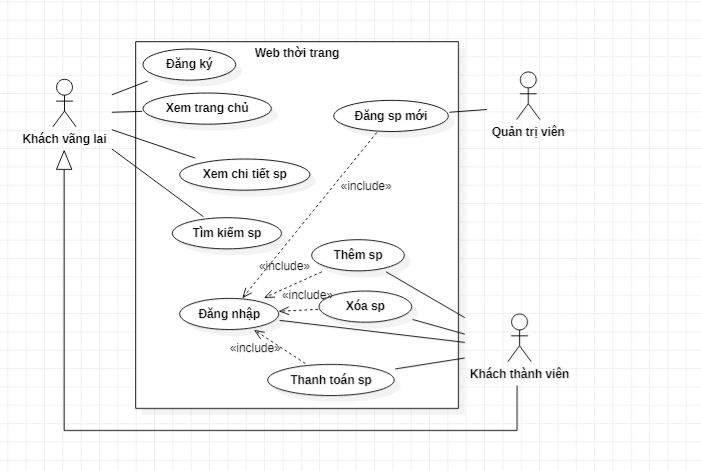 Web thời trang
Đăng ký
Xem trang chủ
Đăng sp mới
Khách vãng lai
Quản trị viên
Xem chi tiết sp
«include»
Tìm kiếm sp
Thêm sp
«include»
«include»
Xóa sp
Đăng nhập
«include»
Khách thành viên
Thanh toán sp